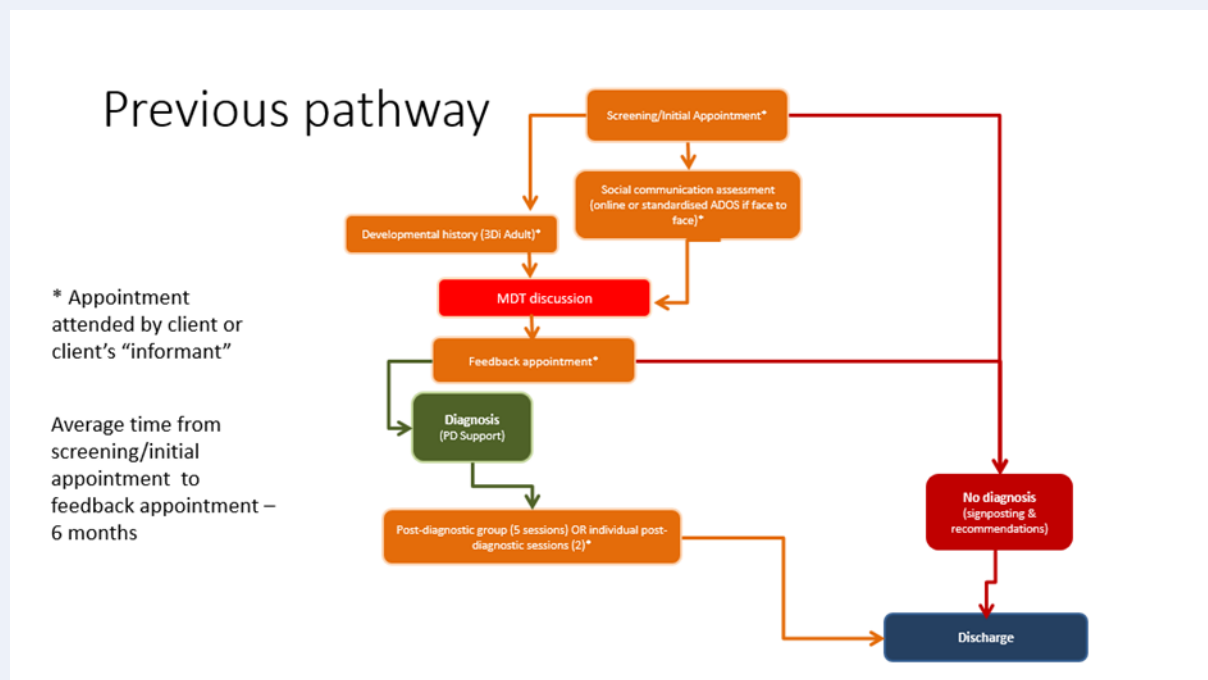 Previous pathway
Screening/Initial Appointment*
Social communication assessment
(online or standardised ADOS if face to
face)*
Developmental history (3Di Adult)*
MDT discussion
* Appointment
attended by client or
client’s “informant”
Feedback appointment*
Diagnosis
(PD Support)
Average time from
screening/initial
appointment to
feedback appointment –
6 months
No diagnosis
(signposting &
recommendations)
Post-diagnostic group (5 sessions) OR individual post-
diagnostic sessions (2)*
Discharge